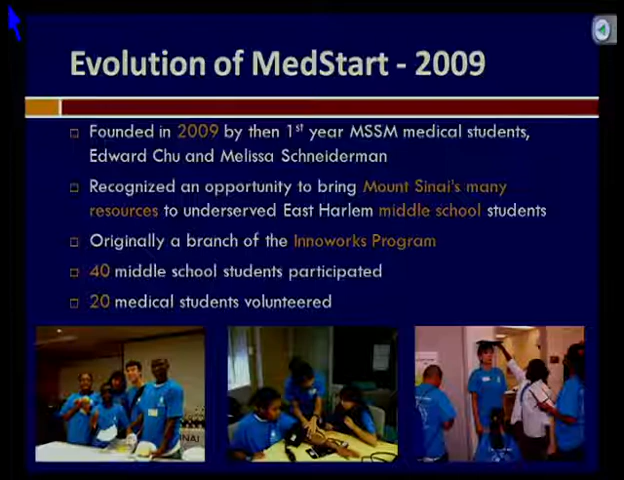 Evolution of MedStart - 2009
Founded in 2009 by then 1st year MSSM medical students,
Edward Chu and Melissa Schneiderman
Recognized an opportunity to bring Mount Sinai's many
resources to underserved East Harlem middle school students
Originally a branch of the Innoworks Program
40 middle school students participated
20 medical students volunteered